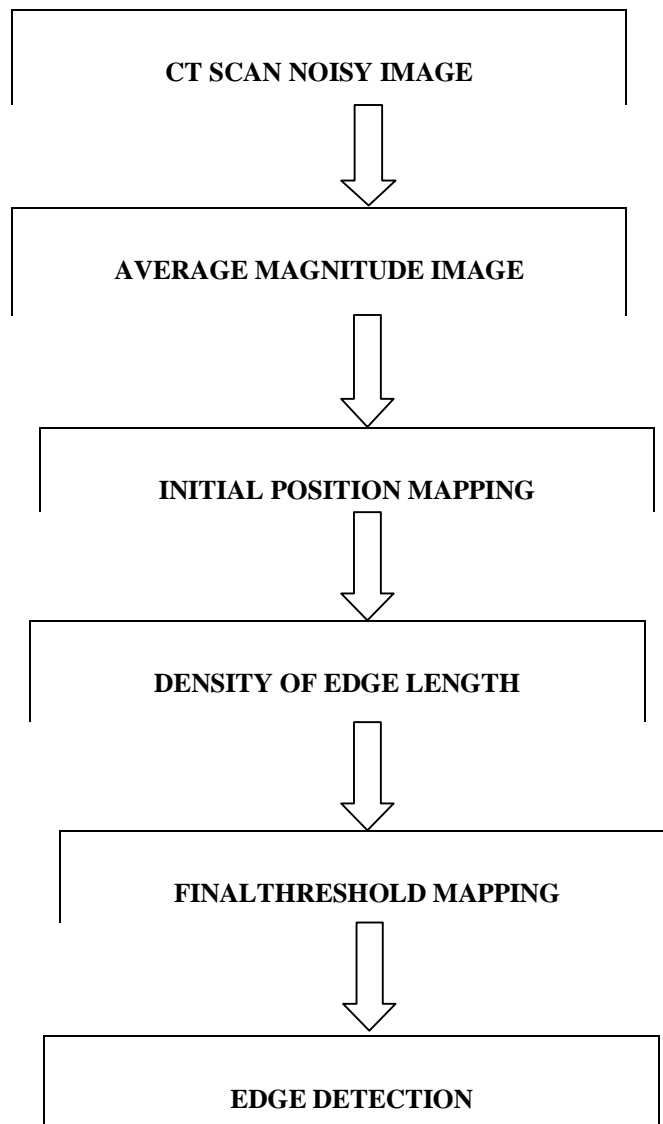 CT SCAN NOISY IMAGE
AVERAGE MAGNITUDE IMAGE
INITIAL POSITION MAPPING
DENSITY OF EDGE LENGTH
FINALTHRESHOLD MAPPING
EDGE DETECTION